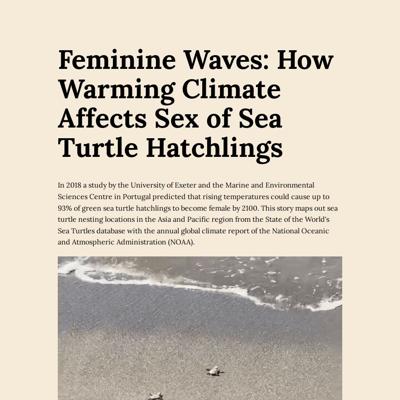 Feminine Waves: How
Warming Climate
Affects Sex of Sea
Turtle Hatchlings
In 2018 a study by the University of Exeter and the Marine and Environmental
Sciences Centre in Portugal predicted that rising temperatures could cause up to
93% of green sea turtle hatchlings to become female by 2100. This story maps out sea
turtle nesting locations in the Asia and Pacific region from the State of the World's
Sea Turtles database with the annual global climate report of the National Oceanic
and Atmospheric Administration (NOAA).